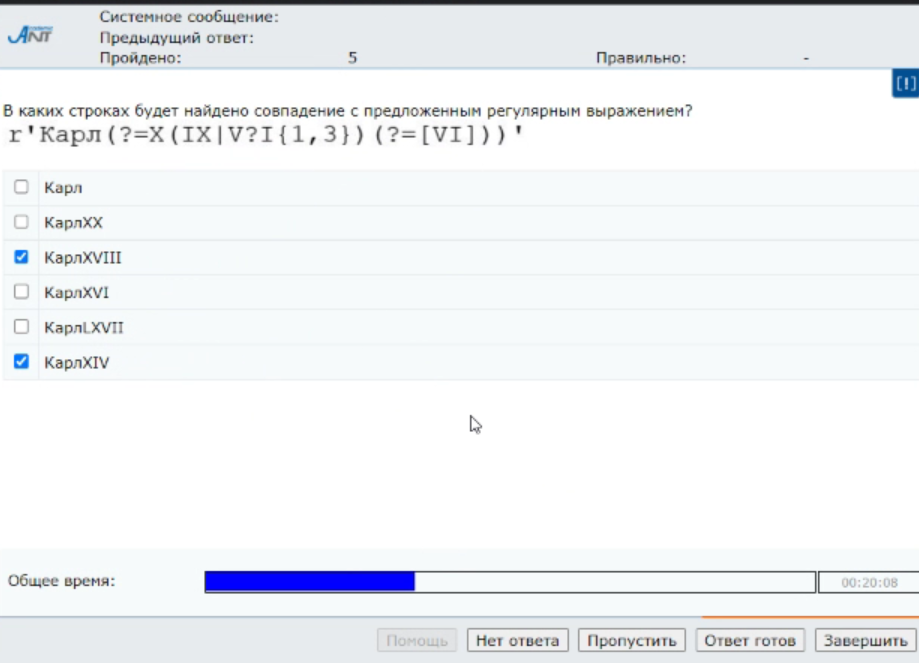 ANT
Системное сообщение:
Предыдущий ответ:
Пройдено: 5 Правильно: -
[!]
В каких строках будет найдено совпадение с предложенным регулярным выражением?
r'Карл(?=X(IX|V?I{1,3})(?=[VI]))'
Карл
КарлXX
КарлXVIII
КарлXVI
КарлLXVII
КарлXIV
Общее время: 00:20:08
Помощь Нет ответа Пропустить Ответ готов Завершить